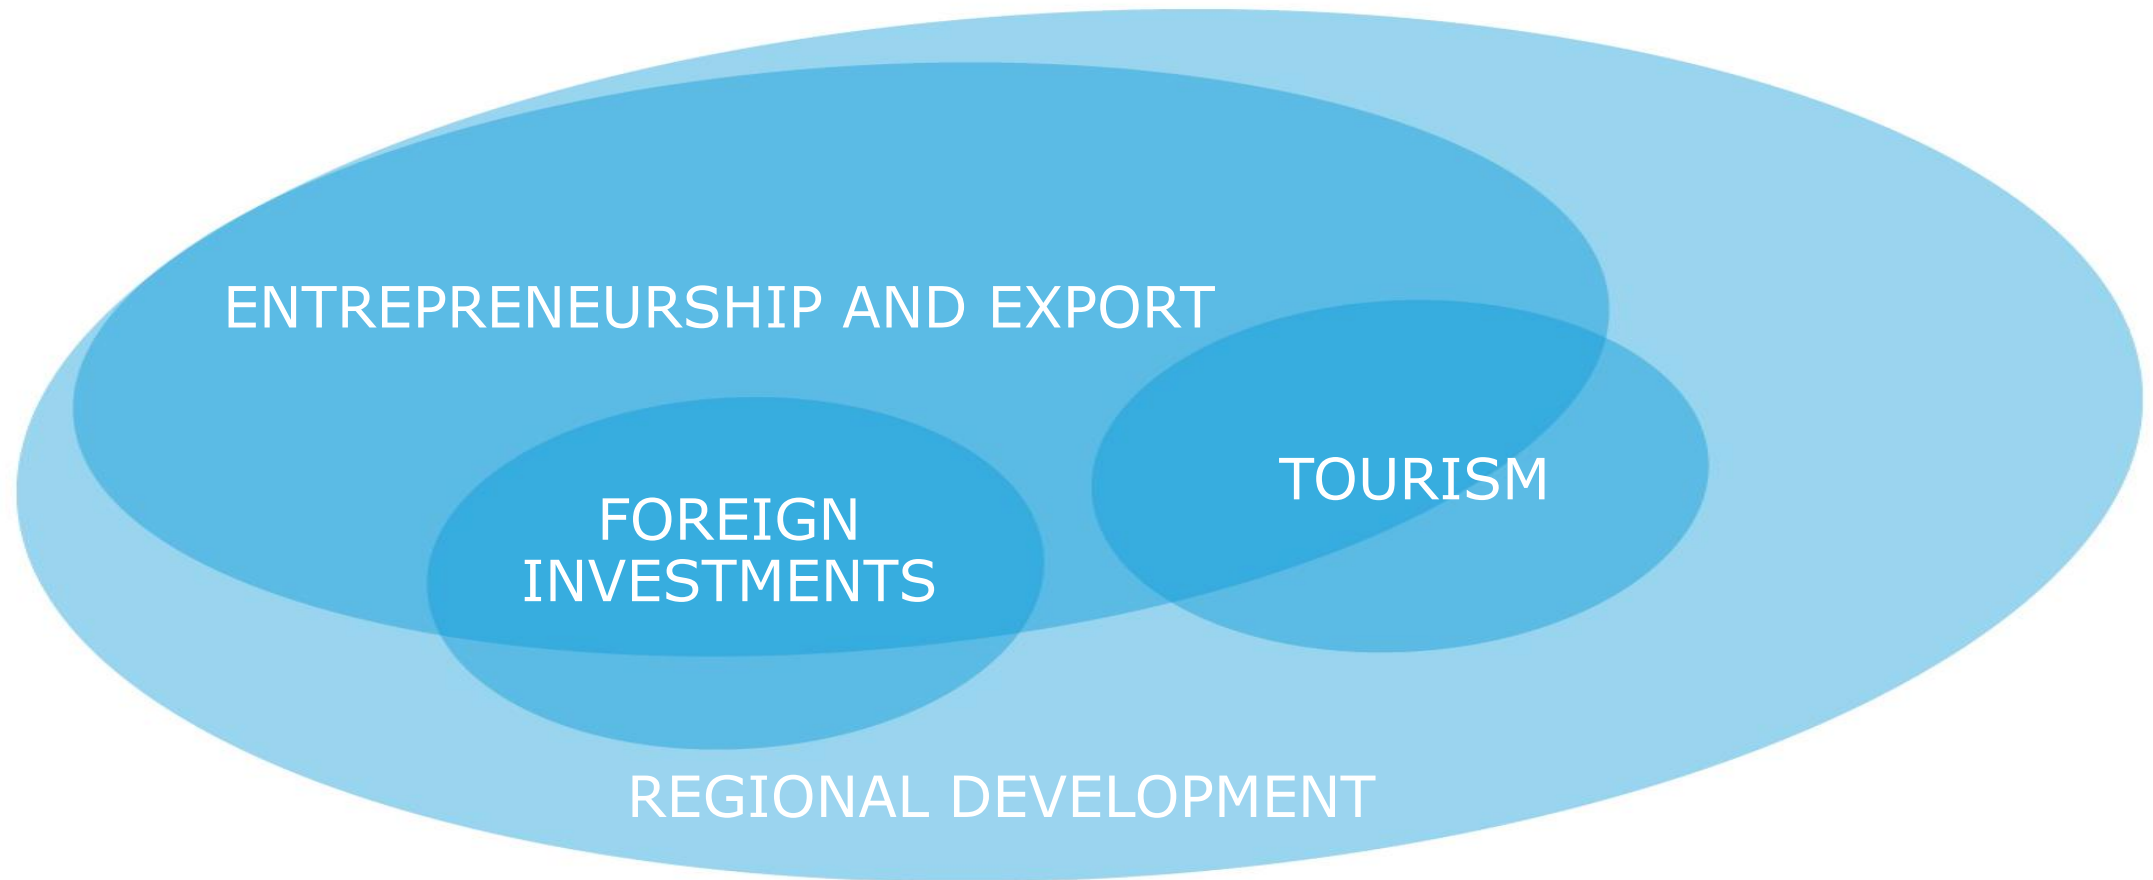 ENTREPRENEURSHIP AND EXPORT
TOURISM
FOREIGN
INVESTMENTS
REGIONAL DEVELOPMENT